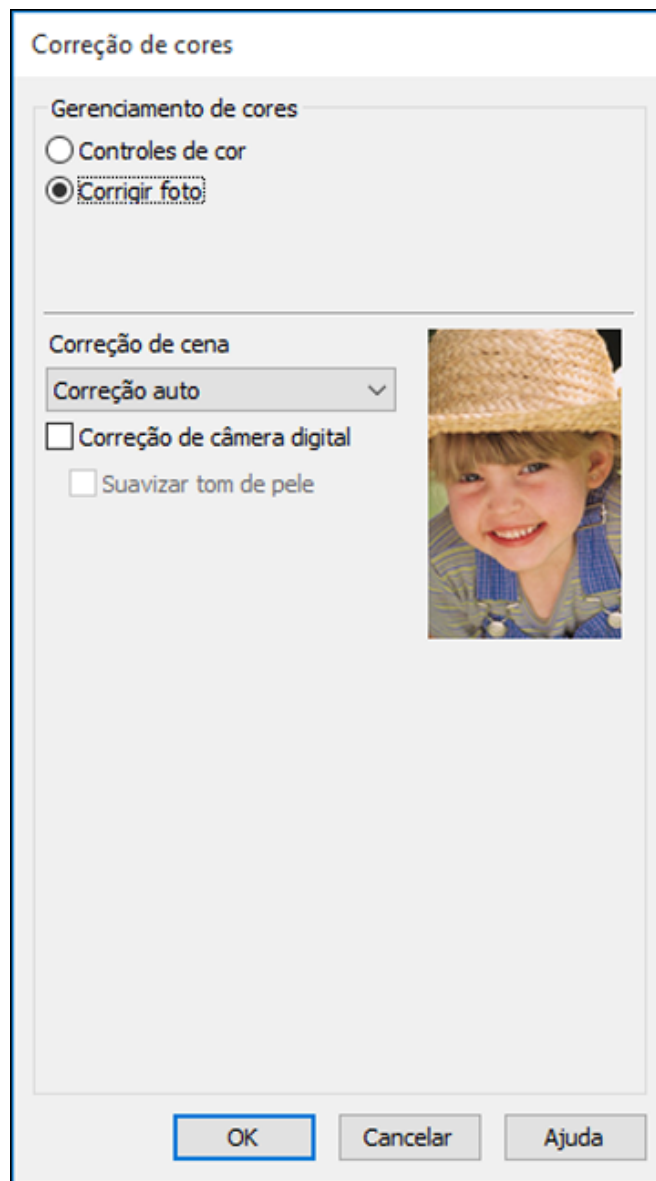 Correção de cores
Gerenciamento de cores
Controles de cor
Corrigir foto
Correção de cena
Correção auto
Correção de câmera digital
Suavizar tom de pele
OK
Cancelar
Ajuda